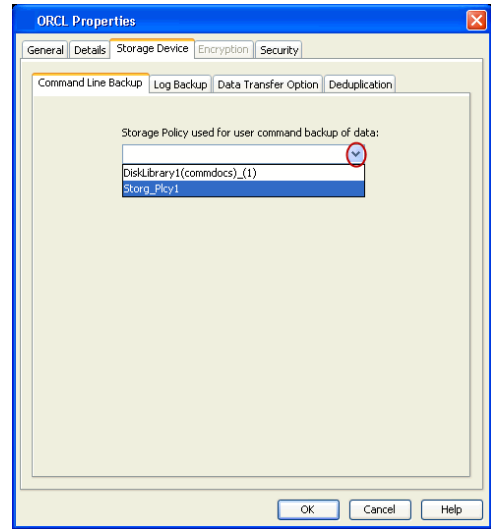 ORCL Properties
General Details Storage Device Encryption Security
Command Line Backup Log Backup Data Transfer Option Deduplication
Storage Policy used for user command backup of data:
DiskLibrary1(commdocs)_(1)
Storg_Plcy1
OK Cancel Help